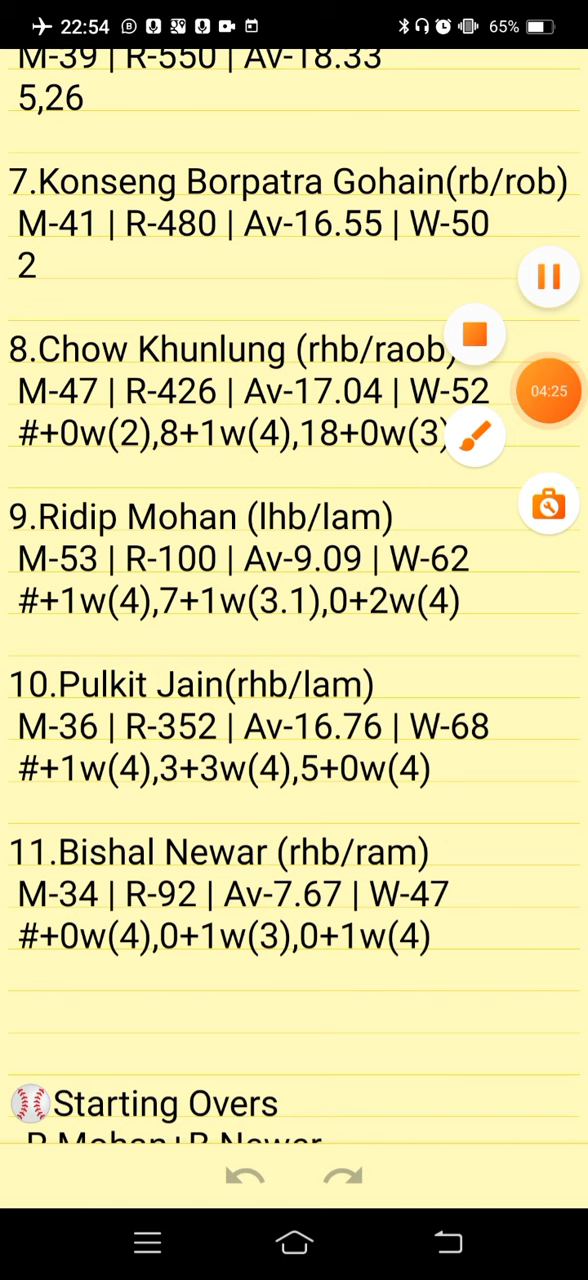 22:54
65%
M-39 | R-550 | Av-18.33
5,26
7.Konseng Borpatra Gohain(rb/rob)
M-41 | R-480 | Av-16.55 | W-50
2
8.Chow Khunlung (rhb/raob)
M-47 | R-426 | Av-17.04 | W-52
04:25
#+0w(2),8+1w(4),18+0w(3)
9.Ridip Mohan (lhb/lam)
M-53 | R-100 | Av-9.09 | W-62
#+1w(4),7+1w(3.1),0+2w(4)
10.Pulkit Jain(rhb/lam)
M-36 | R-352 | Av-16.76 | W-68
#+1w(4),3+3w(4),5+0w(4)
11.Bishal Newar (rhb/ram)
M-34 | R-92 | Av-7.67 | W-47
#+0w(4),0+1w(3),0+1w(4)
Starting Overs
R Mohan+B Newar